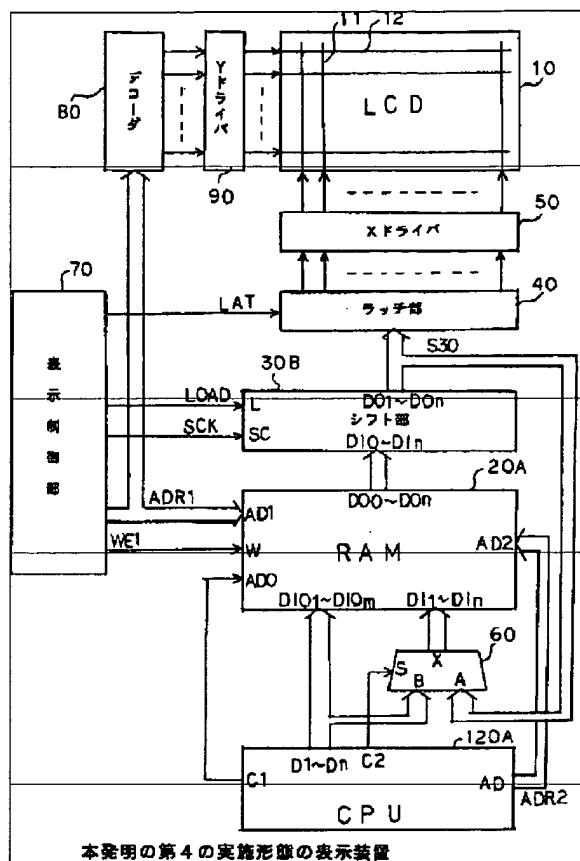 11
12
80
デコーダ
Yドライバ
90
LCD
10
50
Xドライバ
70
LAT
ラッチ部
40
S30
30B
表示制御部
LOAD
L
DO1~DOn
シフト部
SCK
SC
DI0~DIn
20A
ADR1
DO0~DOn
AD1
WE1
W
RAM
AD2
AD0
DIO1~DIOm
DI1~DIn
60
S
X
B
A
120A
D1~Dn
C2
C1
AD
ADR2
CPU
本発明の第4の実施形態の表示装置